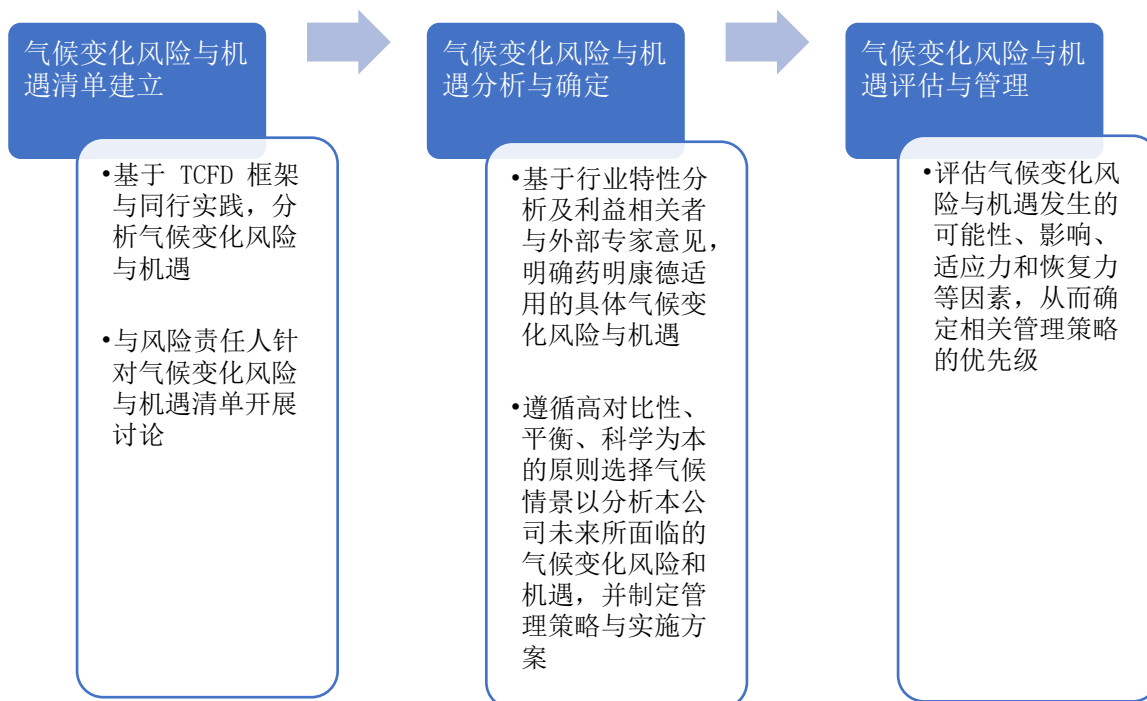 气候变化风险与机
遇清单建立
•基于 TCFD 框架
与同行实践，分
析气候变化风险
与机遇
•与风险责任人针
对气候变化风险
与机遇清单开展
讨论
气候变化风险与机
遇分析与确定
•基于行业特性分
析及利益相关者
与外部专家意见，
明确药明康德适
用的具体气候变
化风险与机遇
•遵循高对比性、
平衡、科学为本
的原则选择气候
情景以分析本公
司未来所面临的
气候变化风险和
机遇，并制定管
理策略与实施方
案
气候变化风险与机
遇评估与管理
•评估气候变化风
险与机遇发生的
可能性、影响、
适应力和恢复力
等因素，从而确
定相关管理策略
的优先级